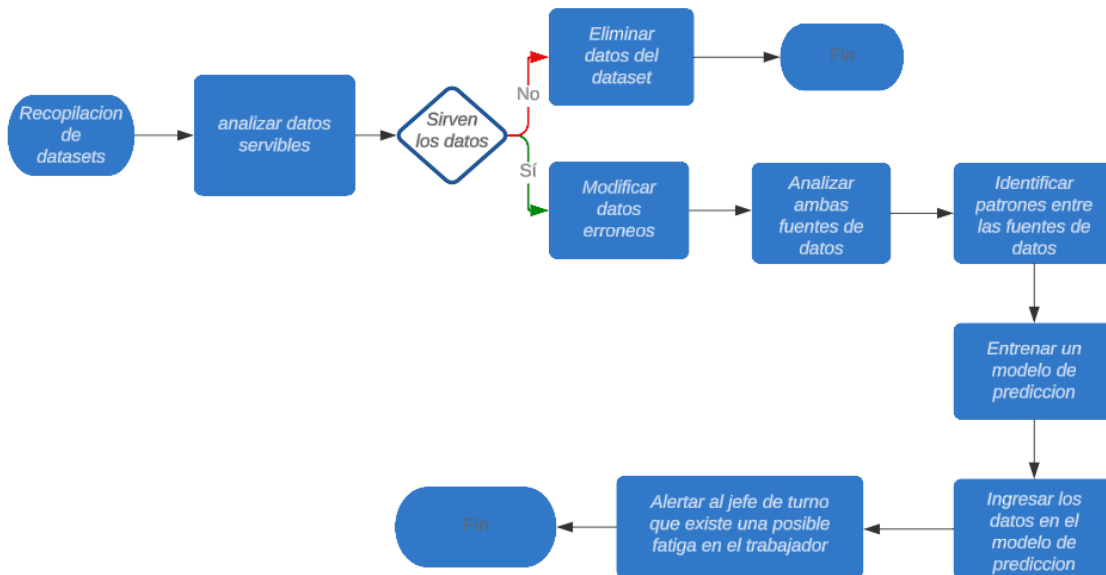 Recopilacion
de
datasets
analizar datos
servibles
Sirven
los datos
No
Eliminar
datos del
dataset
Fin
Sí
Modificar
datos
erroneos
Analizar
ambas
fuentes de
datos
Identificar
patrones entre
las fuentes de
datos
Entrenar un
modelo de
prediccion
Ingresar los
datos en el
modelo de
prediccion
Alertar al jefe de turno
que existe una posible
fatiga en el trabajador
Fin